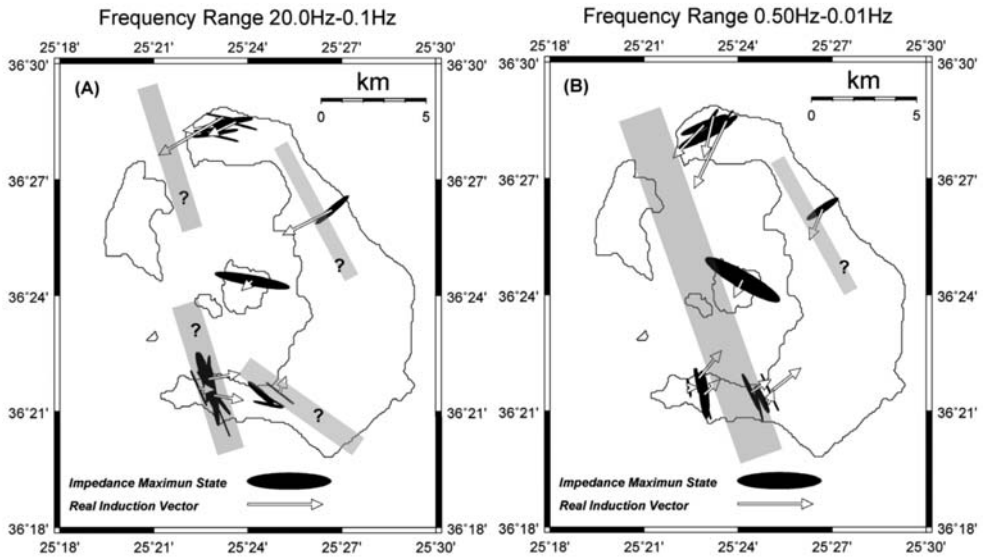 Frequency Range 20.0Hz-0.1Hz
25°18' 25°21' 25°24' 25°27' 25°30'
36°30' 36°30'
(A)
km
0 5
36°27' 36°27'
?
?
36°24' 36°24'
?
36°21' 36°21'
?
Impedance Maximun State
Real Induction Vector
36°18' 36°18'
25°18' 25°21' 25°24' 25°27' 25°30'
Frequency Range 0.50Hz-0.01Hz
25°18' 25°21' 25°24' 25°27' 25°30'
36°30' 36°30'
(B)
km
0 5
36°27' 36°27'
?
36°24' 36°24'
36°21' 36°21'
Impedance Maximun State
Real Induction Vector
36°18' 36°18'
25°18' 25°21' 25°24' 25°27' 25°30'